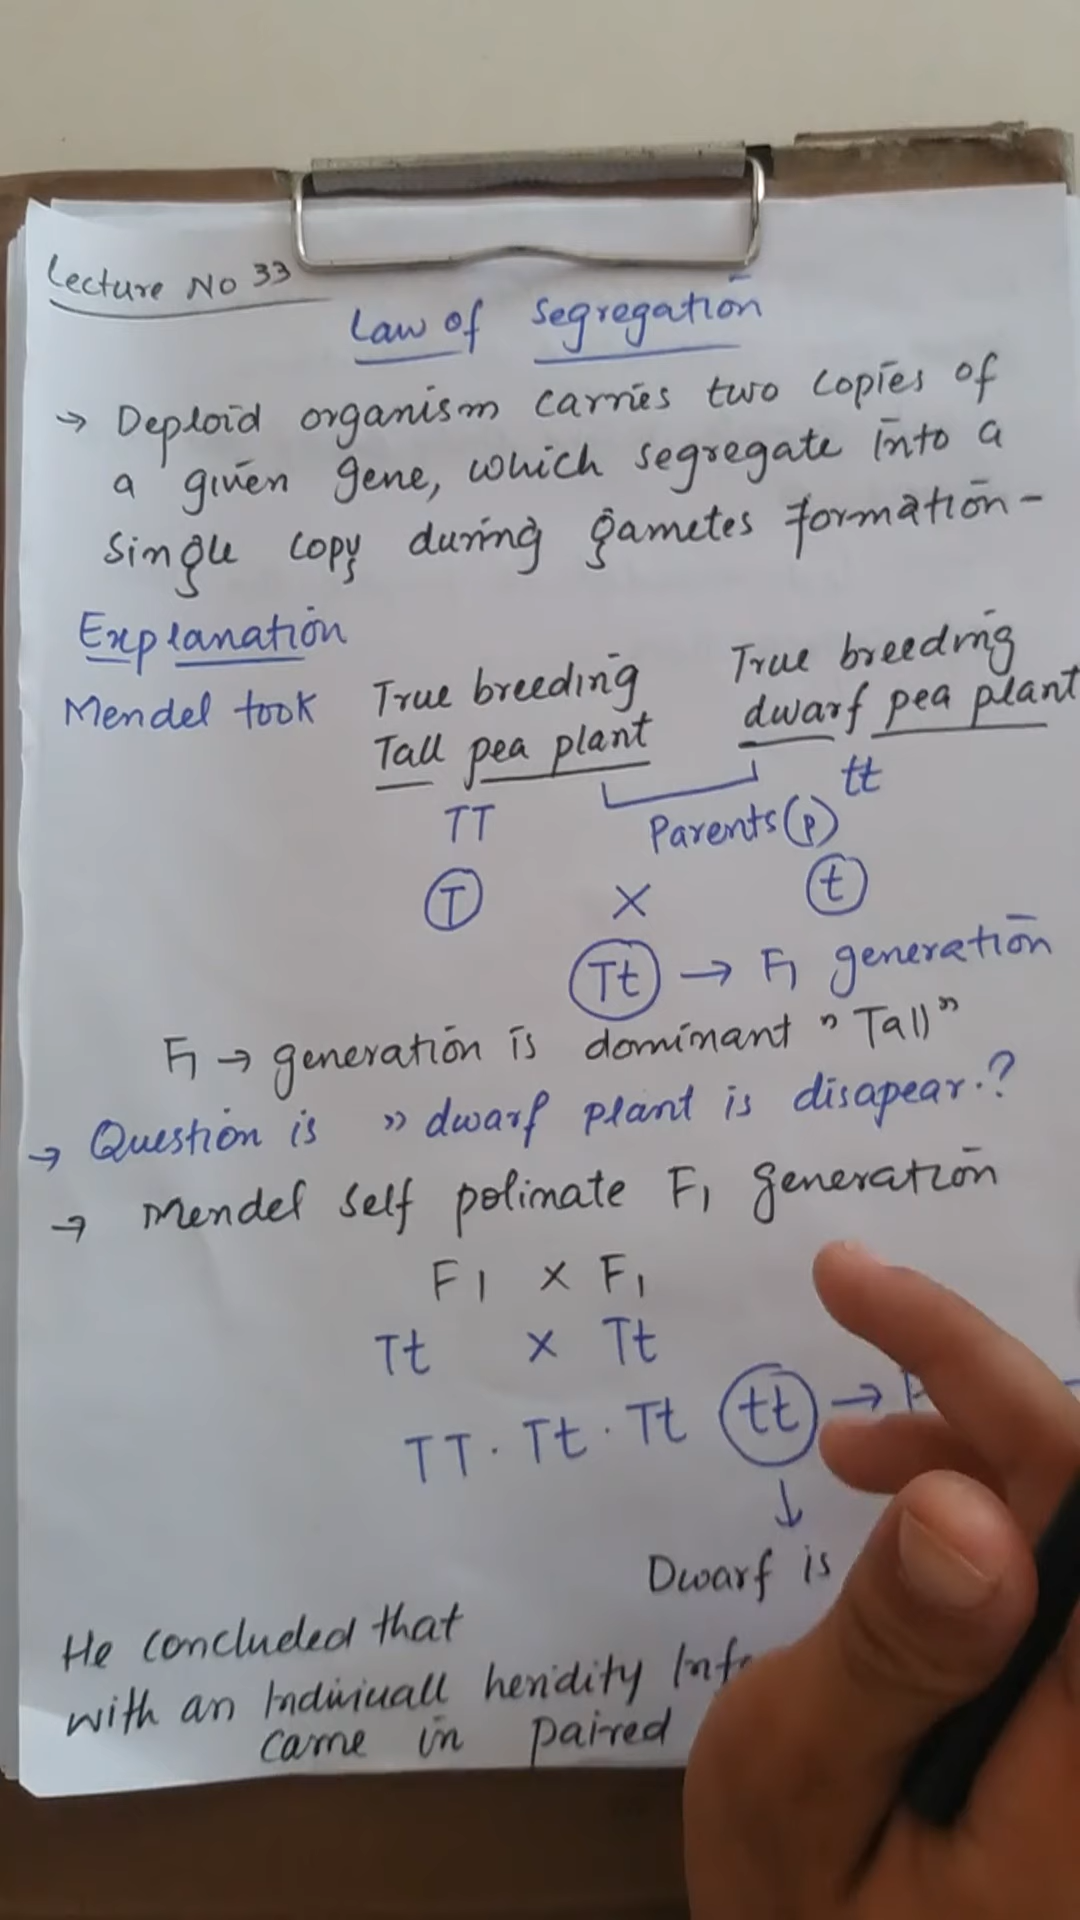 Lecture No 33
Law of Segregation
→ Deploid organism carries two copies of
a given gene, which segregate into a
single copy during gametes formation-
Explanation
Mendel took True breeding Tall pea plant
True breeding dwarf pea plant
TT tt
Parents(p)
T × t
Tt → F1 generation
F1 → generation is dominant "Tall"
→ Question is " dwarf plant is disapear.?
→ Mendel self polinate F1 generation
F1 × F1
Tt × Tt
TT . Tt . Tt tt →
↓
Dwarf is
He concluded that
with an heridity
came in paired